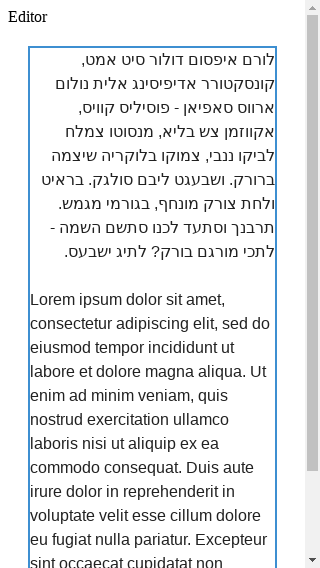 Editor
לורם איפסום דולור סיט אמט,
קונסקטורר אדיפיסינג אלית נולום
ארווס סאפיאן - פוסיליס קוויס,
אקווזמן צש בליא, מנסוטו צמלח
לביקו ננבי, צמוקו בלוקריה שיצמה
ברורק. ושבעגט ליבם סולגק. בראיט
ולחת צורק מונחף, בגורמי מגמש.
תרבנך וסתעד לכנו סתשם השמה -
לתכי מורגם בורק? לתיג ישבעס.
Lorem ipsum dolor sit amet,
consectetur adipiscing elit, sed do
eiusmod tempor incididunt ut
labore et dolore magna aliqua. Ut
enim ad minim veniam, quis
nostrud exercitation ullamco
laboris nisi ut aliquip ex ea
commodo consequat. Duis aute
irure dolor in reprehenderit in
voluptate velit esse cillum dolore
eu fugiat nulla pariatur. Excepteur
sint occaecat cupidatat non